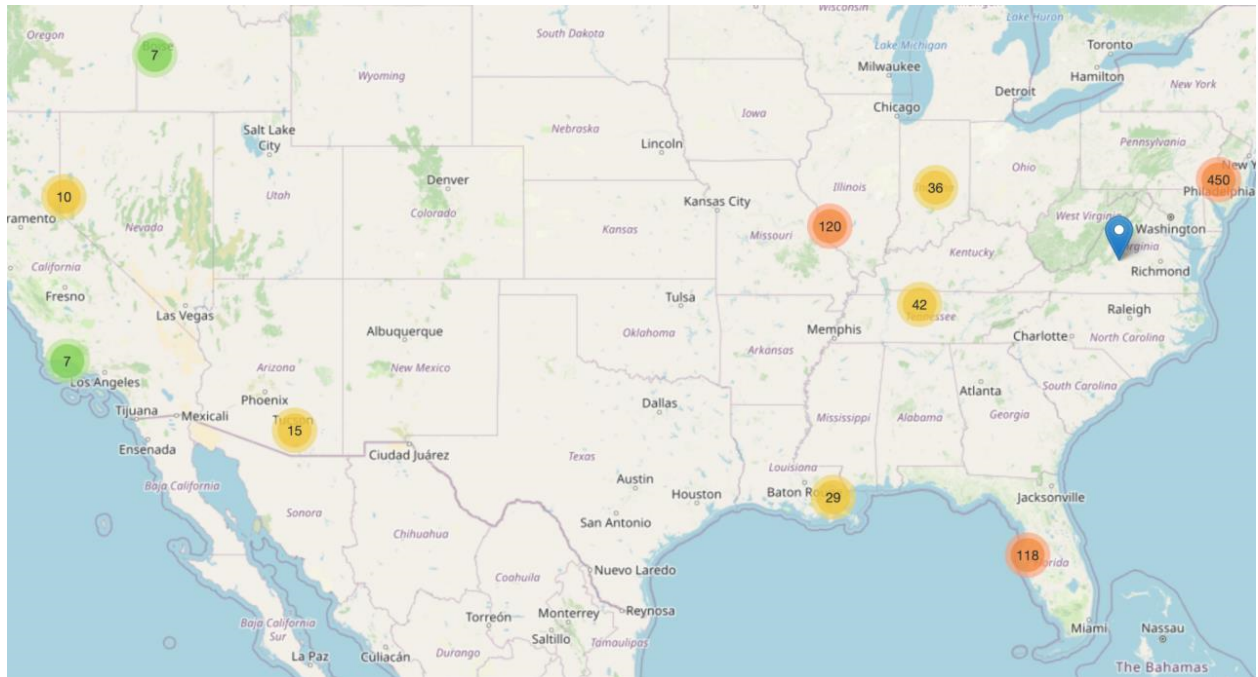 Wisconsin
Lake Huron
Oregon
South Dakota
Toronto
7
Lake Michigan
Milwaukee
Hamilton
Wyoming
New York
Detroit
Chicago
Iowa
Salt Lake
City
Nebraska
Lincoln
Pennsylvania
New Y
Ohio
Denver
450
Illinois
36
Philadelphia
10
Utah
Kansas City
Colorado
West Virginia
ramento
120
Nevada
Kansas
Missouri
Washington
rginia
Kentucky
California
Richmond
Fresno
Tulsa
42
Las Vegas
Tennessee
Raleigh
Albuquerque
Oklahoma
Memphis
Charlotte
North Carolina
Arkansas
7
Arizona
New Mexico
Los Angeles
South Carolina
Atlanta
Phoenix
Dallas
Tijuana
Mexicali
Tucson
Mississippi
Alabama
Georgia
15
Ensenada
Ciudad Juárez
Texas
Louisiana
Austin
Baja California
Houston
Baton Ro
29
Jacksonville
Sonora
San Antonio
Chihuahua
118
orida
Nuevo Laredo
Coahuila
Monterrey
Reynosa
Torreón
Baja California
Sur
Saltillo
Tamaulipas
Miami
Nassau
La Paz
Culiacán
Durango
The Bahamas